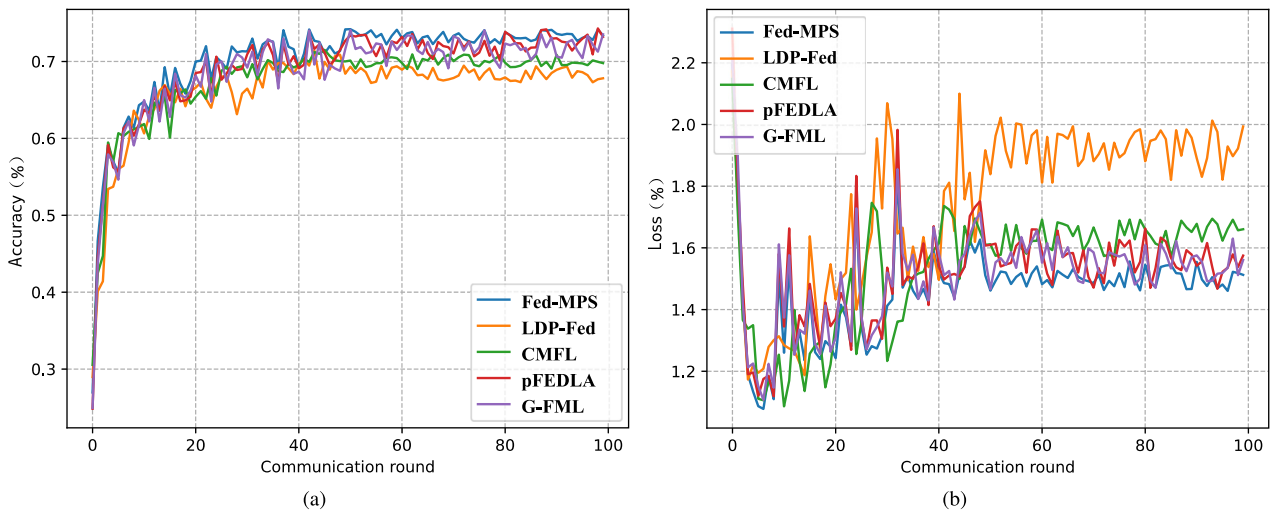 0.7
0.6
0.5
0.4
0.3
Accuracy（%）
0
20
40
60
80
100
Communication round
Fed-MPS
LDP-Fed
CMFL
pFEDLA
G-FML
(a)
2.2
2.0
1.8
1.6
1.4
1.2
Loss（%）
0
20
40
60
80
100
Communication round
Fed-MPS
LDP-Fed
CMFL
pFEDLA
G-FML
(b)